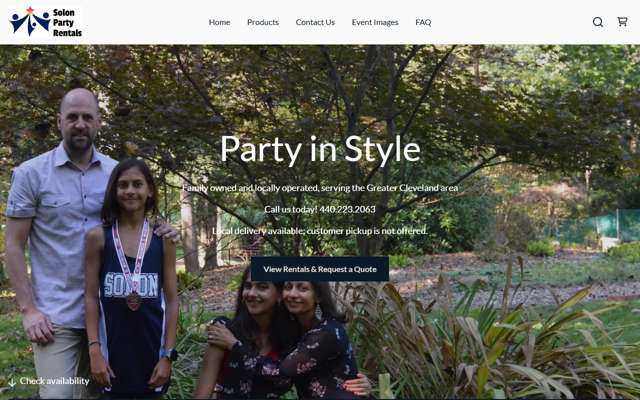 Solon
Party
Rentals
Home
Products
Contact Us
Event Images
FAQ
Party in Style
Family owned and locally operated, serving the Greater Cleveland area
Call us today! 440.223.2063
Local delivery available; customer pickup is not offered.
View Rentals & Request a Quote
SOLON
Check availability